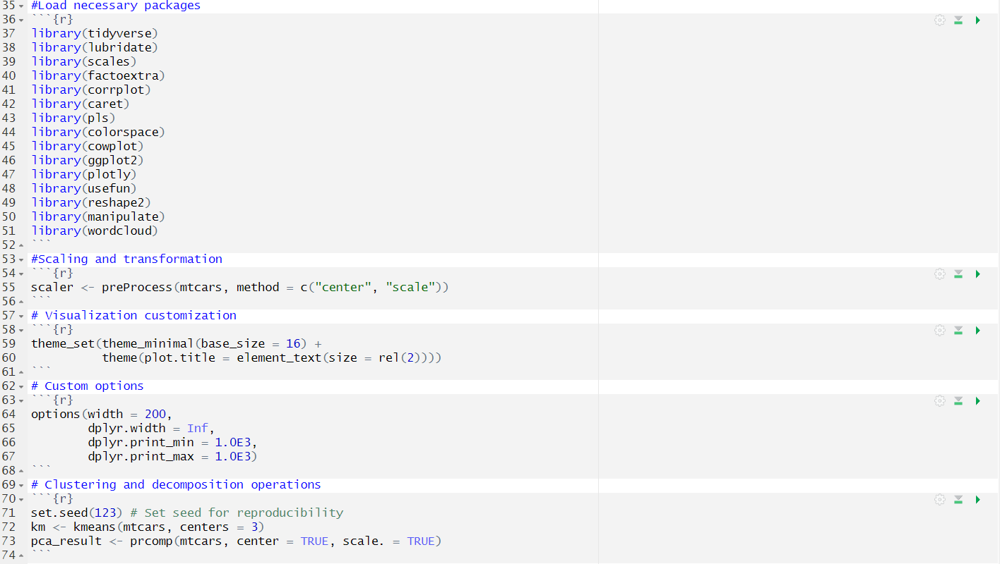 35 #Load necessary packages
36 ```{r}
37 library(tidyverse)
38 library(lubridate)
39 library(scales)
40 library(factoextra)
41 library(corrplot)
42 library(caret)
43 library(pls)
44 library(colorspace)
45 library(cowplot)
46 library(ggplot2)
47 library(plotly)
48 library(usefun)
49 library(reshape2)
50 library(manipulate)
51 library(wordcloud)
52 ```
53 #Scaling and transformation
54 ```{r}
55 scaler <- preProcess(mtcars, method = c("center", "scale"))
56 ```
57 # Visualization customization
58 ```{r}
59 theme_set(theme_minimal(base_size = 16) +
60           theme(plot.title = element_text(size = rel(2))))
61 ```
62 # Custom options
63 ```{r}
64 options(width = 200,
65         dplyr.width = Inf,
66         dplyr.print_min = 1.0E3,
67         dplyr.print_max = 1.0E3)
68 ```
69 # Clustering and decomposition operations
70 ```{r}
71 set.seed(123) # Set seed for reproducibility
72 km <- kmeans(mtcars, centers = 3)
73 pca_result <- prcomp(mtcars, center = TRUE, scale. = TRUE)
74 ```